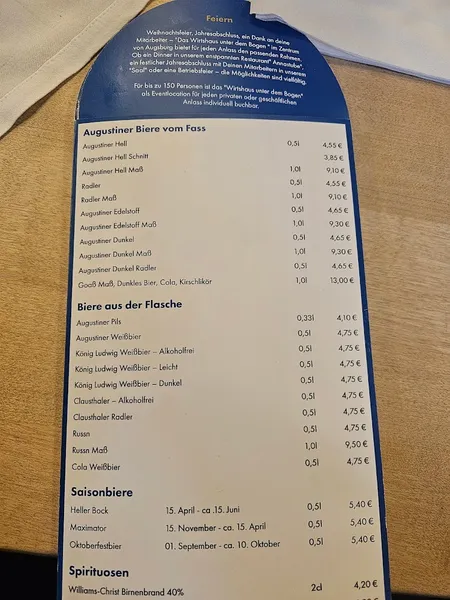 Feiern
Weihnachtsfeier, Jahresabschluss, ein Dank an deine
Mitarbeiter – "Das Wirtshaus unter dem Bogen " im Zentrum
von Augsburg bietet für jeden Anlass den passenden Rahmen.
Ob ein Dinner in unserem entspannten Restaurant" Annastube",
ein festlicher Jahresabschluss mit Deinen Mitarbeitern in unserem
"Saal" oder eine Betriebsfeier – die Möglichkeiten sind vielfältig.
Für bis zu 150 Personen ist das "Wirtshaus unter dem Bogen"
als Eventlocation für jeden privaten oder geschäftlichen
Anlass individuell buchbar.
Augustiner Biere vom Fass
Augustiner Hell 0,5l 4,55 €
Augustiner Hell Schnitt 3,85 €
Augustiner Hell Maß 1,0l 9,10 €
Radler 0,5l 4,55 €
Radler Maß 1,0l 9,10 €
Augustiner Edelstoff 0,5l 4,65 €
Augustiner Edelstoff Maß 1,0l 9,30 €
Augustiner Dunkel 0,5l 4,65 €
Augustiner Dunkel Maß 1,0l 9,30 €
Augustiner Dunkel Radler 0,5l 4,65 €
Goaß Maß, Dunkles Bier, Cola, Kirschlikör 1,0l 13,00 €
Biere aus der Flasche
Augustiner Pils 0,33l 4,10 €
Augustiner Weißbier 0,5l 4,75 €
König Ludwig Weißbier – Alkoholfrei 0,5l 4,75 €
König Ludwig Weißbier – Leicht 0,5l 4,75 €
König Ludwig Weißbier – Dunkel 0,5l 4,75 €
Clausthaler – Alkoholfrei 0,5l 4,75 €
Clausthaler Radler 0,5l 4,75 €
Russn 0,5l 4,75 €
Russn Maß 1,0l 9,50 €
Cola Weißbier 0,5l 4,75 €
Saisonbiere
Heller Bock 15. April - ca .15. Juni 0,5l 5,40 €
Maximator 15. November - ca. 15. April 0,5l 5,40 €
Oktoberfestbier 01. September - ca. 10. Oktober 0,5l 5,40 €
Spirituosen
Williams-Christ Birnenbrand 40% 2cl 4,20 €